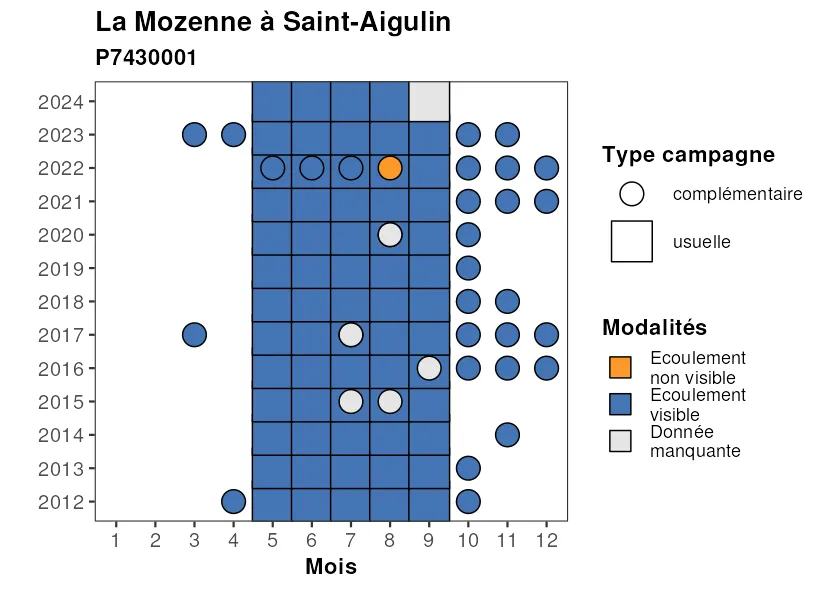 La Mozenne à Saint-Aigulin
P7430001
2024
2023
2022
2021
2020
2019
2018
2017
2016
2015
2014
2013
2012
1 2 3 4 5 6 7 8 9 10 11 12
Mois
Type campagne
complémentaire
usuelle
Modalités
Ecoulement
non visible
Ecoulement
visible
Donnée
manquante